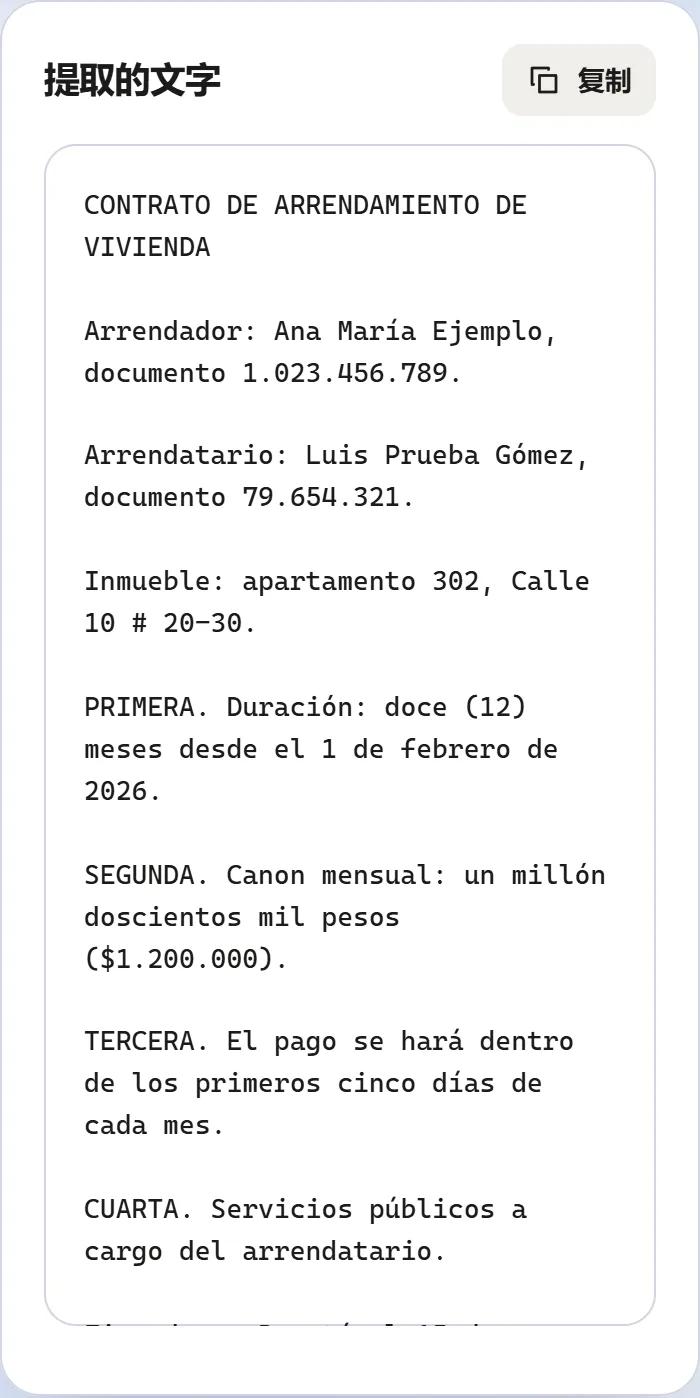 提取的文字
复制
CONTRATO DE ARRENDAMIENTO DE
VIVIENDA
Arrendador: Ana María Ejemplo,
documento 1.023.456.789.
Arrendatario: Luis Prueba Gómez,
documento 79.654.321.
Inmueble: apartamento 302, Calle
10 # 20-30.
PRIMERA. Duración: doce (12)
meses desde el 1 de febrero de
2026.
SEGUNDA. Canon mensual: un millón
doscientos mil pesos
($1.200.000).
TERCERA. El pago se hará dentro
de los primeros cinco días de
cada mes.
CUARTA. Servicios públicos a
cargo del arrendatario.